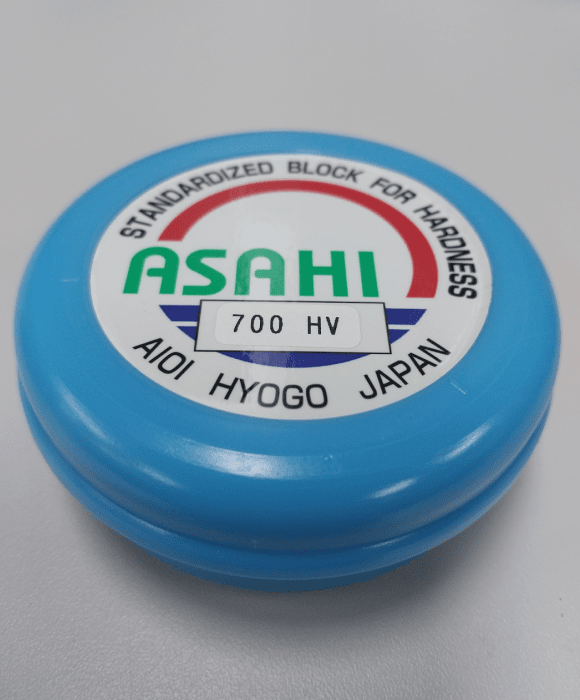 STANDARDIZED BLOCK FOR HARDNESS
ASAHI
700 HV
AIOI HYOGO JAPAN